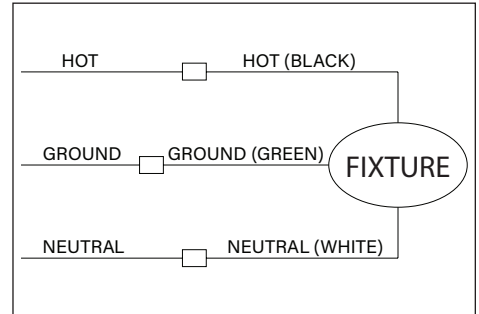 HOT HOT (BLACK)
GROUND GROUND (GREEN)
FIXTURE
NEUTRAL NEUTRAL (WHITE)